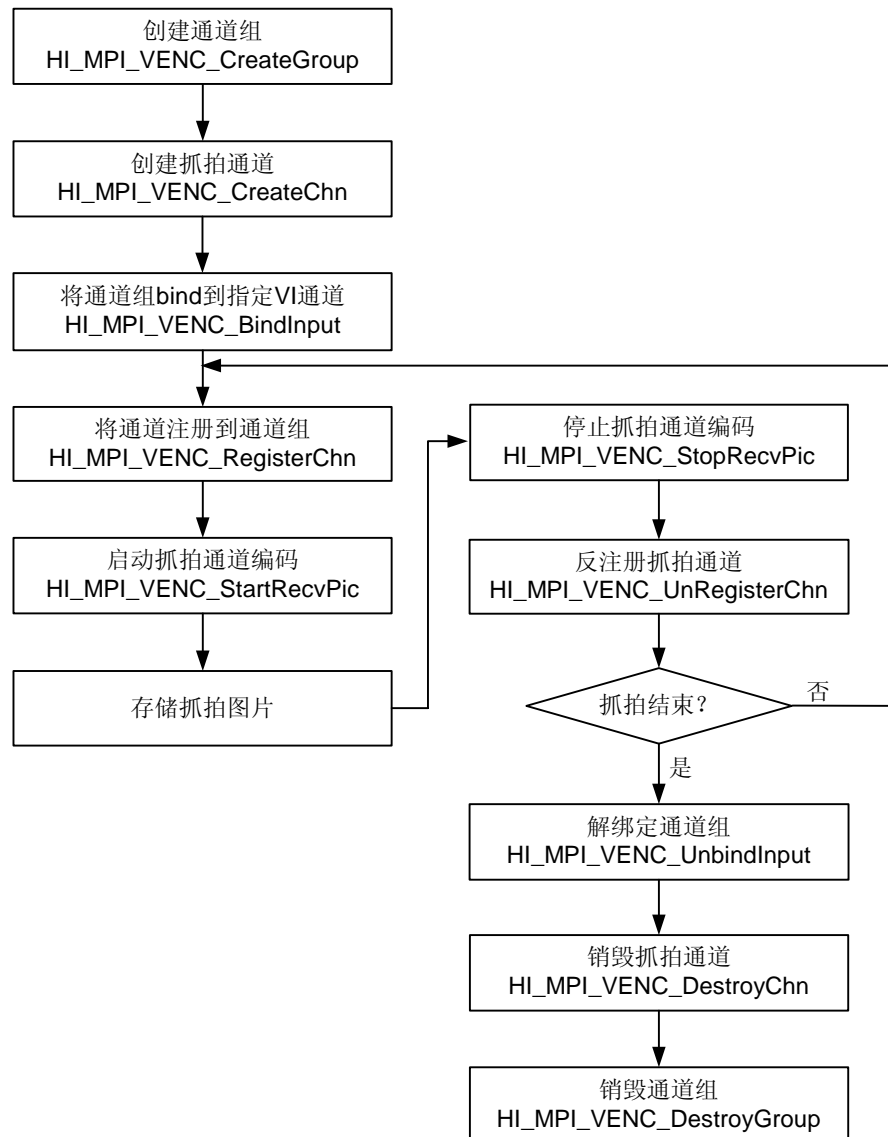 创建通道组
HI_MPI_VENC_CreateGroup
创建抓拍通道
HI_MPI_VENC_CreateChn
将通道组bind到指定VI通道
HI_MPI_VENC_BindInput
将通道注册到通道组
HI_MPI_VENC_RegisterChn
启动抓拍通道编码
HI_MPI_VENC_StartRecvPic
存储抓拍图片
停止抓拍通道编码
HI_MPI_VENC_StopRecvPic
反注册抓拍通道
HI_MPI_VENC_UnRegisterChn
抓拍结束?
否
是
解绑定通道组
HI_MPI_VENC_UnbindInput
销毁抓拍通道
HI_MPI_VENC_DestroyChn
销毁通道组
HI_MPI_VENC_DestroyGroup